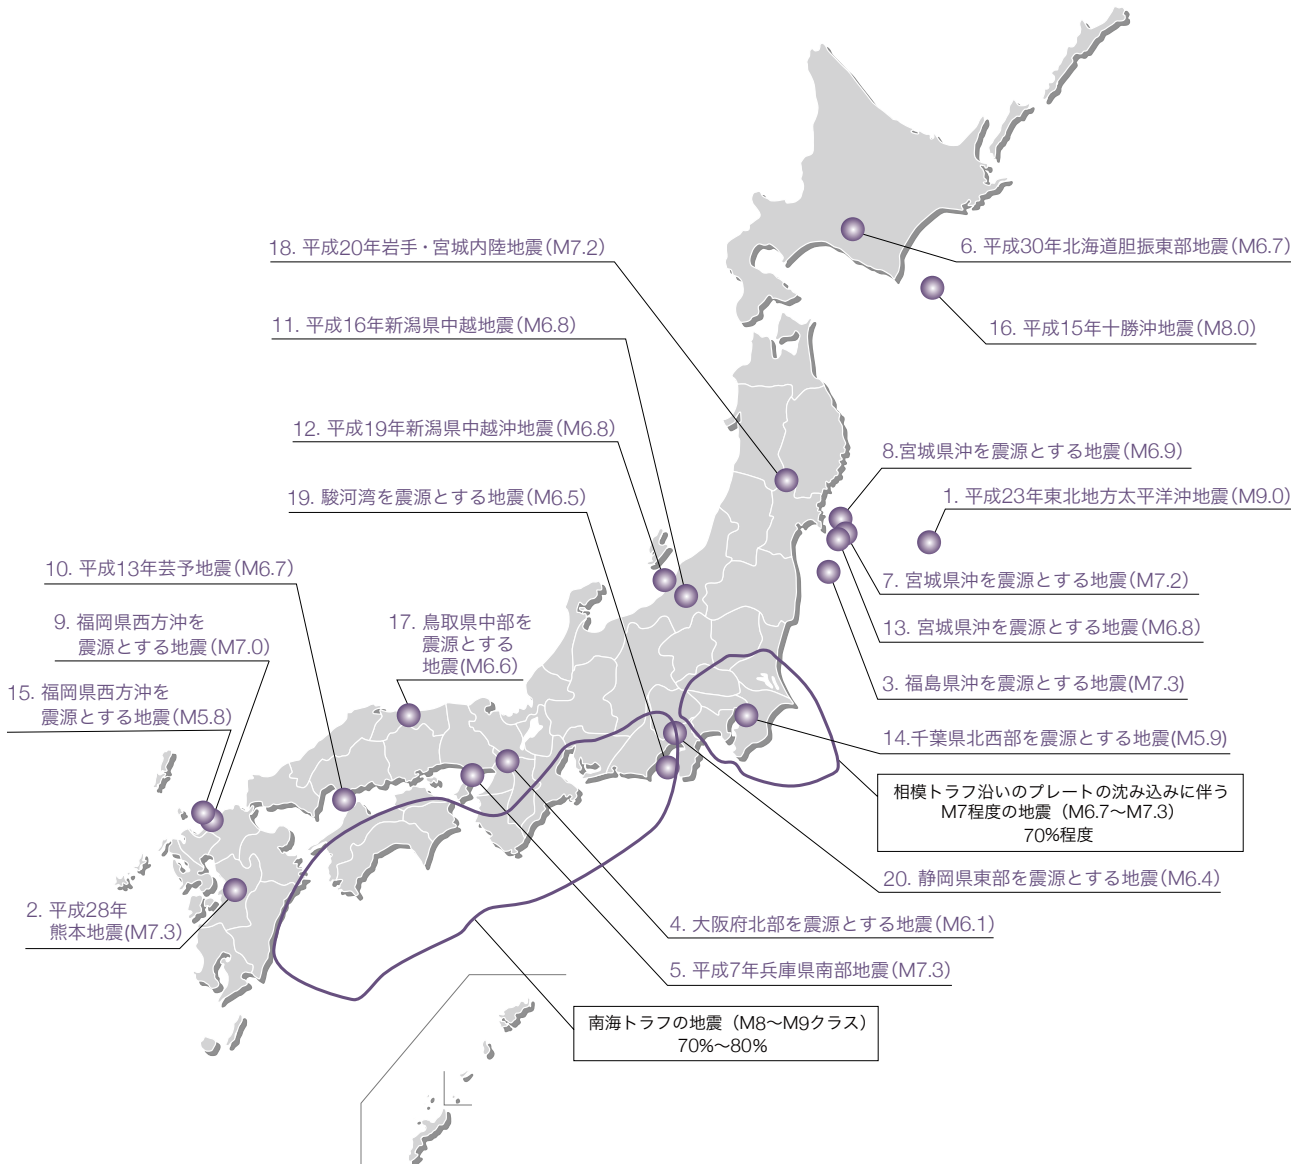 18. 平成20年岩手・宮城内陸地震(M7.2)
6. 平成30年北海道胆振東部地震(M6.7)
11. 平成16年新潟県中越地震(M6.8)
16. 平成15年十勝沖地震(M8.0)
12. 平成19年新潟県中越沖地震(M6.8)
8.宮城県沖を震源とする地震(M6.9)
19. 駿河湾を震源とする地震(M6.5)
1. 平成23年東北地方太平洋沖地震(M9.0)
10. 平成13年芸予地震(M6.7)
7. 宮城県沖を震源とする地震(M7.2)
9. 福岡県西方沖を
震源とする地震(M7.0)
17. 鳥取県中部を
震源とする
地震(M6.6)
13. 宮城県沖を震源とする地震(M6.8)
15. 福岡県西方沖を
震源とする地震(M5.8)
3. 福島県沖を震源とする地震(M7.3)
14.千葉県北西部を震源とする地震(M5.9)
相模トラフ沿いのプレートの沈み込みに伴う
M7程度の地震（M6.7～M7.3）
70%程度
20. 静岡県東部を震源とする地震(M6.4)
2. 平成28年
熊本地震(M7.3)
4. 大阪府北部を震源とする地震(M6.1)
5. 平成7年兵庫県南部地震(M7.3)
南海トラフの地震（M8～M9クラス）
70%～80%